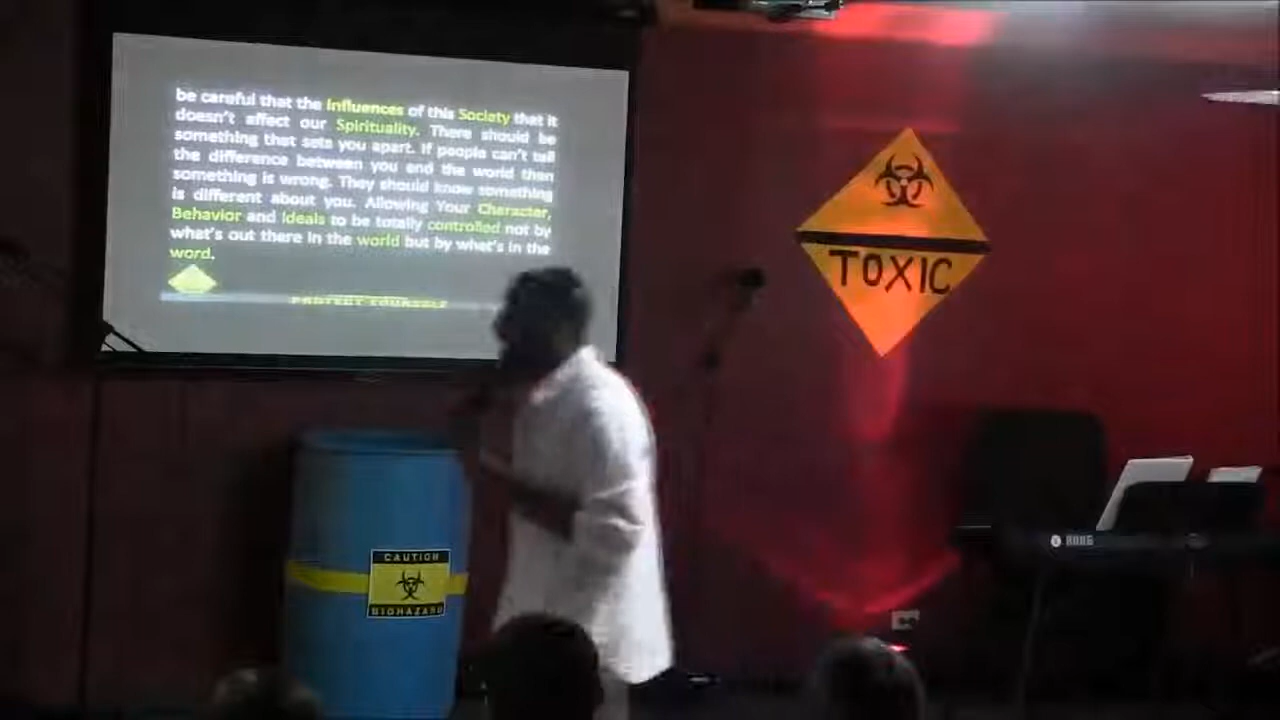 be careful that the Influences of this Society that it
doesn't affect our Spirituality. There should be
something that sets you apart. If people can't tell
the difference between you and the world then
something is wrong. They should know something
is different about you. Allowing Your Character,
Behavior and Ideals to be totally controlled not by
what's out there in the world but by what's in the
word.
PROTECT YOURSELF
TOXIC
CAUTION
BIOHAZARD
KORG